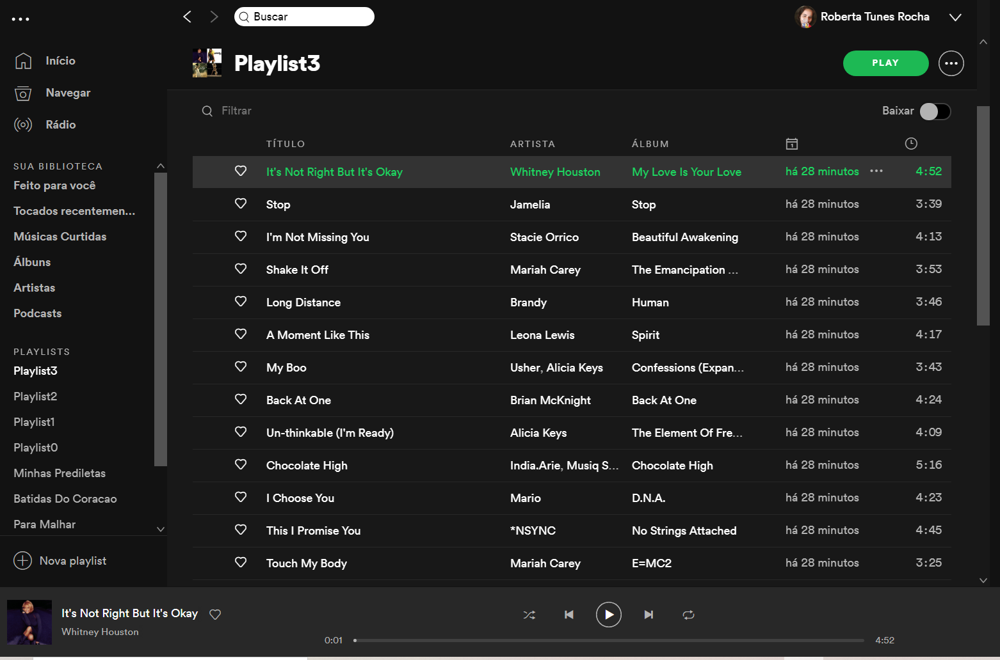 Buscar
Roberta Tunes Rocha
Início
Navegar
Rádio
SUA BIBLIOTECA
Feito para você
Tocados recentemen...
Músicas Curtidas
Álbuns
Artistas
Podcasts
PLAYLISTS
Playlist3
Playlist2
Playlist1
Playlist0
Minhas Prediletas
Batidas Do Coracao
Para Malhar
Nova playlist
Playlist3
PLAY
Filtrar
Baixar
TÍTULO ARTISTA ÁLBUM
It's Not Right But It's Okay Whitney Houston My Love Is Your Love há 28 minutos 4:52
Stop Jamelia Stop há 28 minutos 3:39
I'm Not Missing You Stacie Orrico Beautiful Awakening há 28 minutos 4:13
Shake It Off Mariah Carey The Emancipation ... há 28 minutos 3:53
Long Distance Brandy Human há 28 minutos 3:46
A Moment Like This Leona Lewis Spirit há 28 minutos 4:17
My Boo Usher, Alicia Keys Confessions (Expan... há 28 minutos 3:43
Back At One Brian McKnight Back At One há 28 minutos 4:24
Un-thinkable (I'm Ready) Alicia Keys The Element Of Fre... há 28 minutos 4:09
Chocolate High India.Arie, Musiq S... Chocolate High há 28 minutos 5:16
I Choose You Mario D.N.A. há 28 minutos 4:23
This I Promise You *NSYNC No Strings Attached há 28 minutos 4:45
Touch My Body Mariah Carey E=MC2 há 28 minutos 3:25
It's Not Right But It's Okay
Whitney Houston
0:01 4:52